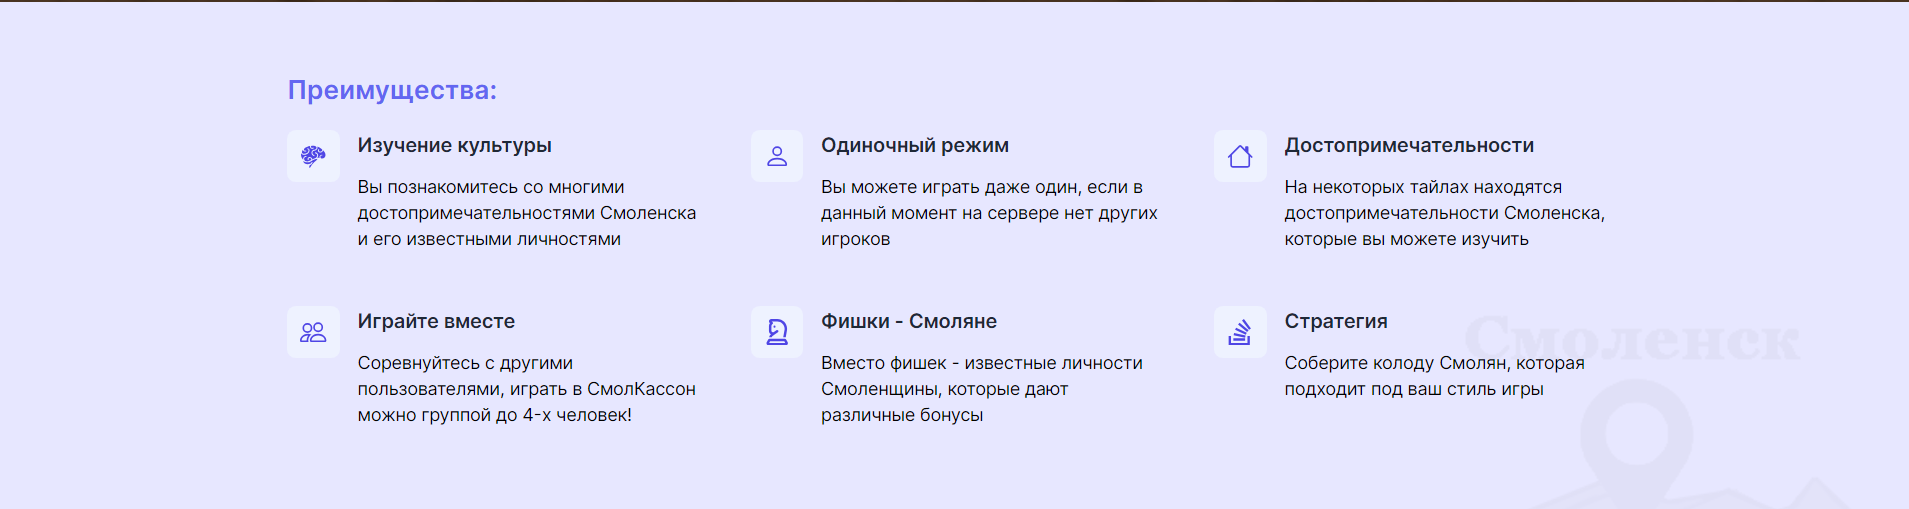 Преимущества:
Изучение культуры
Вы познакомитесь со многими
достопримечательностями Смоленска
и его известными личностями
Одиночный режим
Вы можете играть даже один, если в
данный момент на сервере нет других
игроков
Достопримечательности
На некоторых тайлах находятся
достопримечательности Смоленска,
которые вы можете изучить
Играйте вместе
Соревнуйтесь с другими
пользователями, играть в СмолКассон
можно группой до 4-х человек!
Фишки - Смоляне
Вместо фишек - известные личности
Смоленщины, которые дают
различные бонусы
Стратегия
Соберите колоду Смолян, которая
подходит под ваш стиль игры
Смоленск